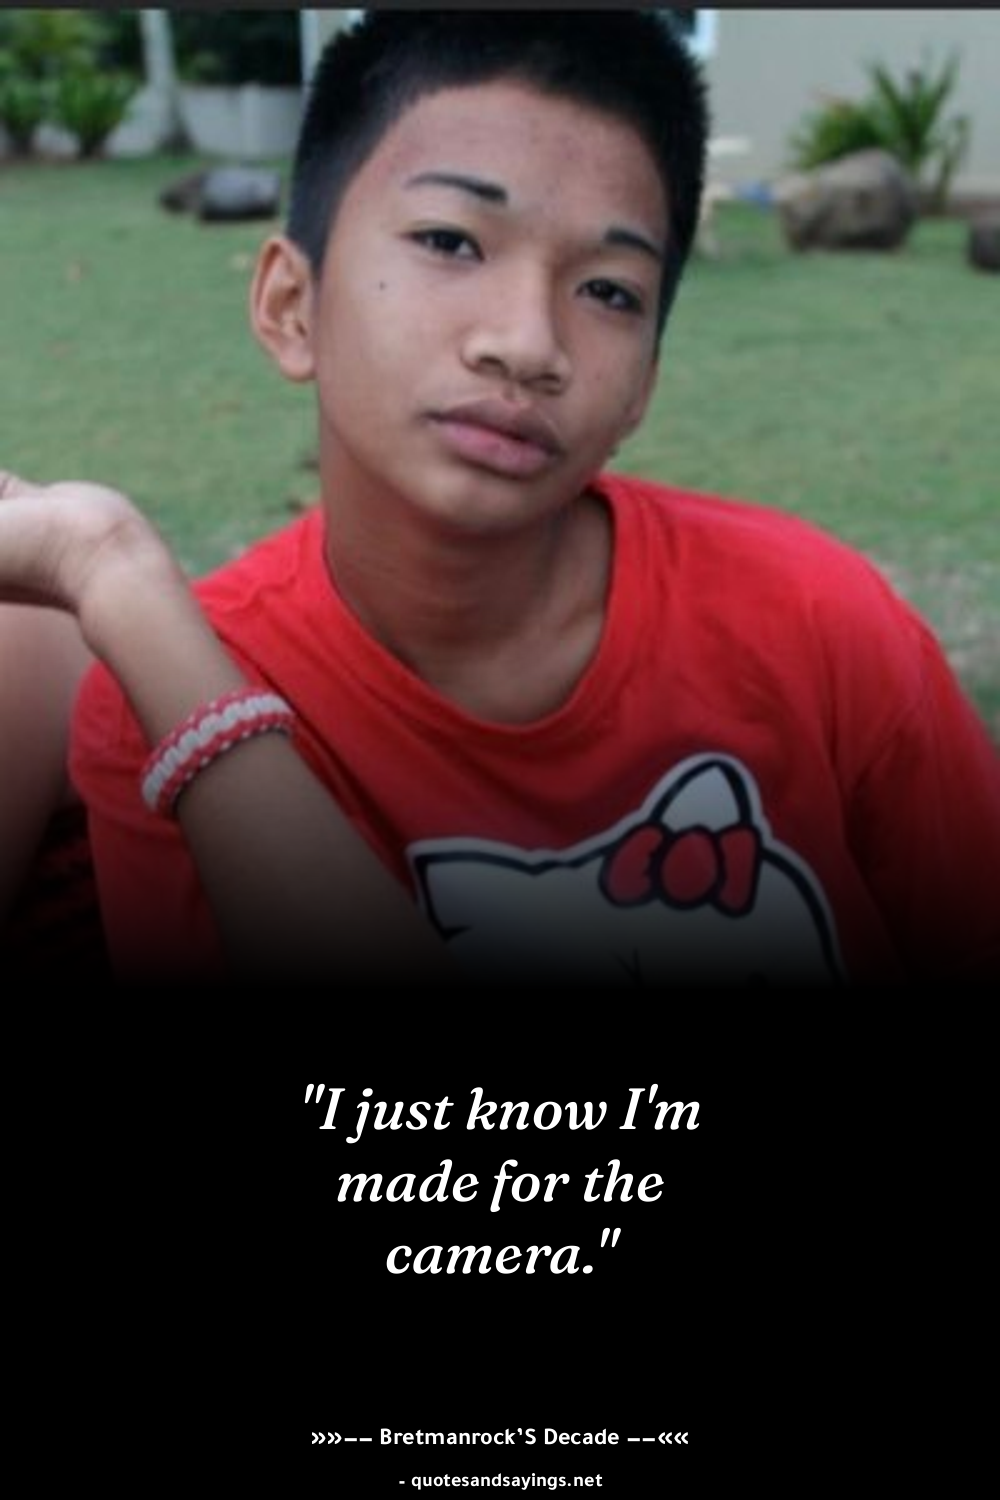 "I just know I'm
made for the
camera."
»»–– Bretmanrock’S Decade ––««
- quotesandsayings.net